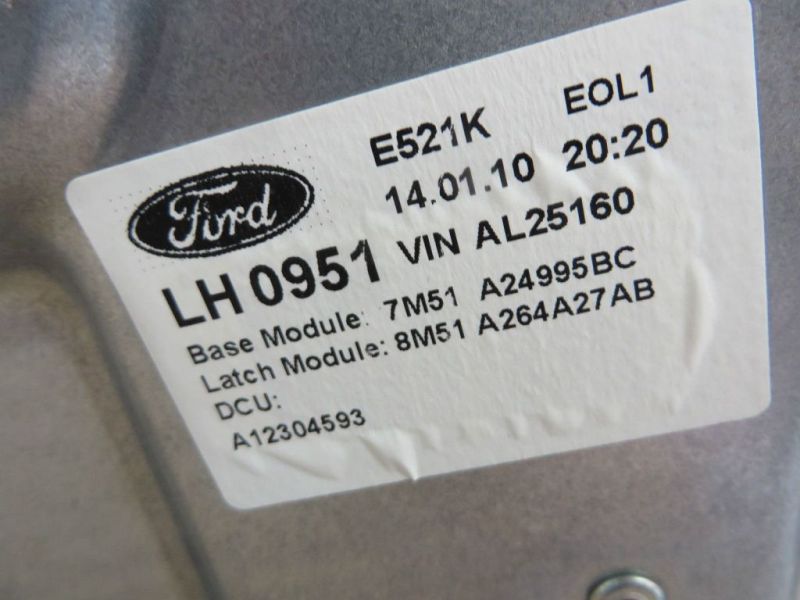 E521K EOL1
Ford 14.01.10 20:20
LH 0951 VIN AL25160
Base Module: 7M51 A24995BC
Latch Module: 8M51 A264A27AB
DCU:
A12304593